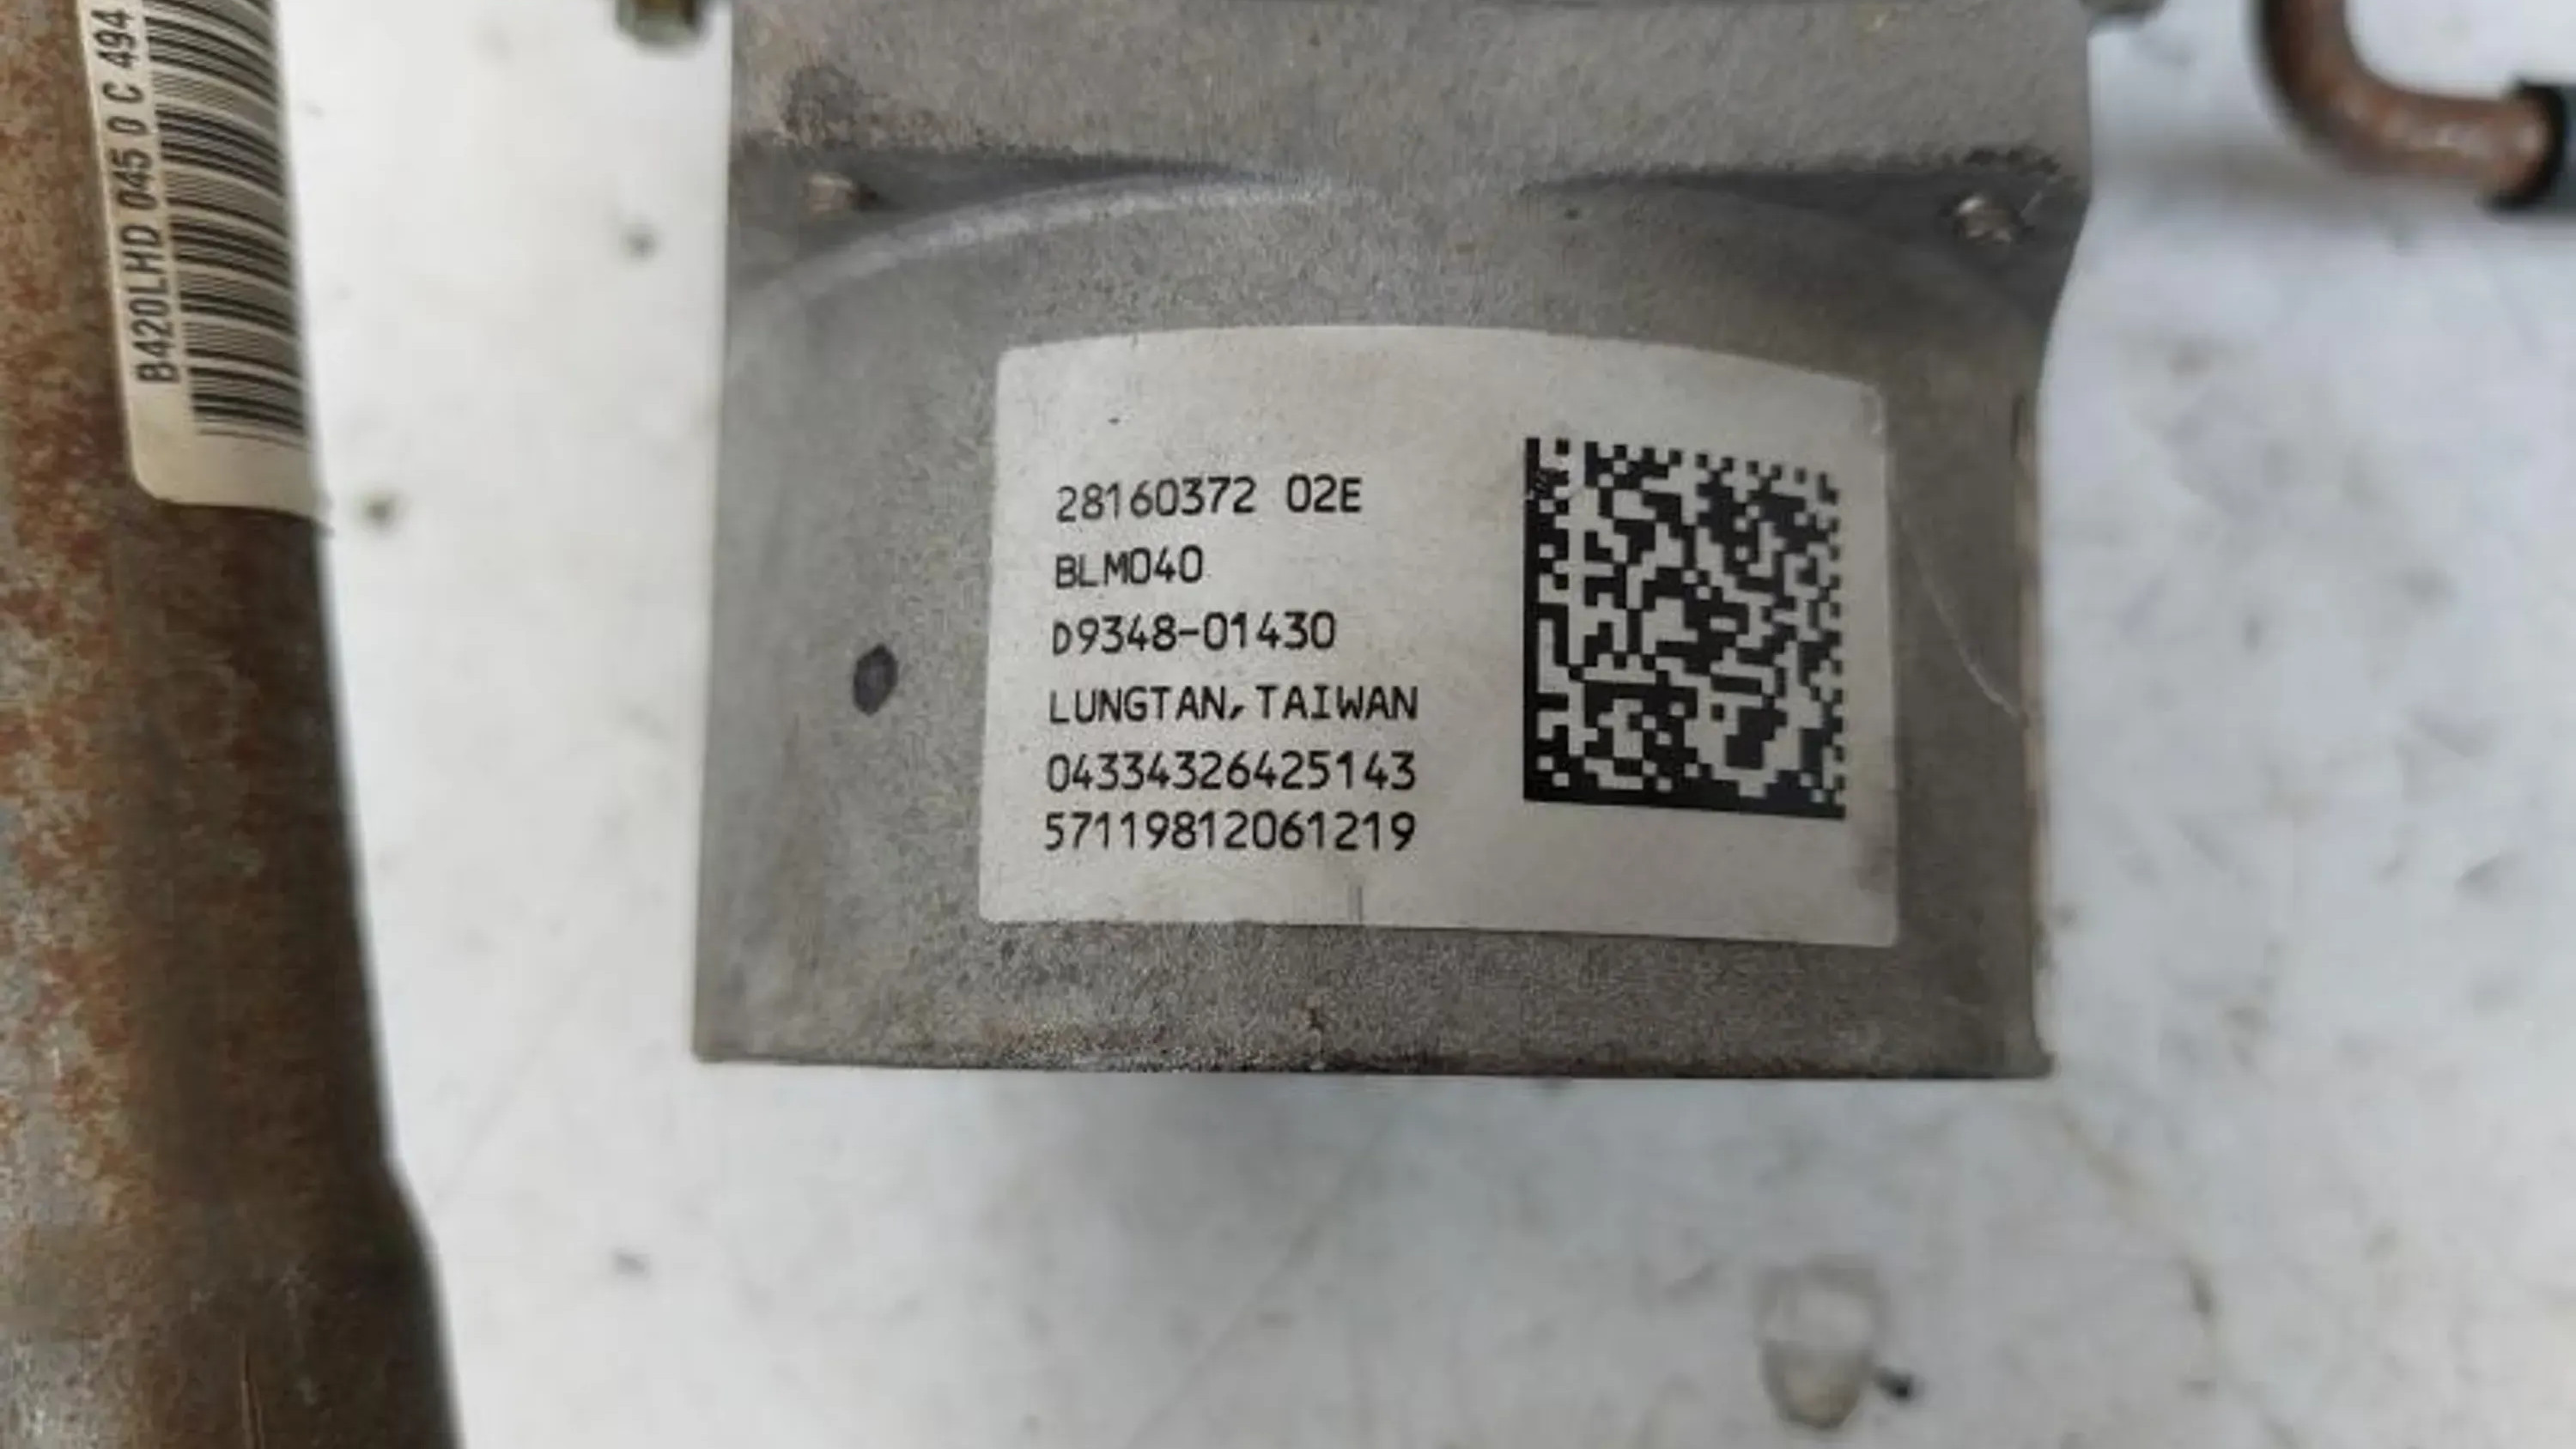 B420LHD 045 0 C 494
28160372 02E
BLM040
D9348-01430
LUNGTAN, TAIWAN
04334326425143
57119812061219